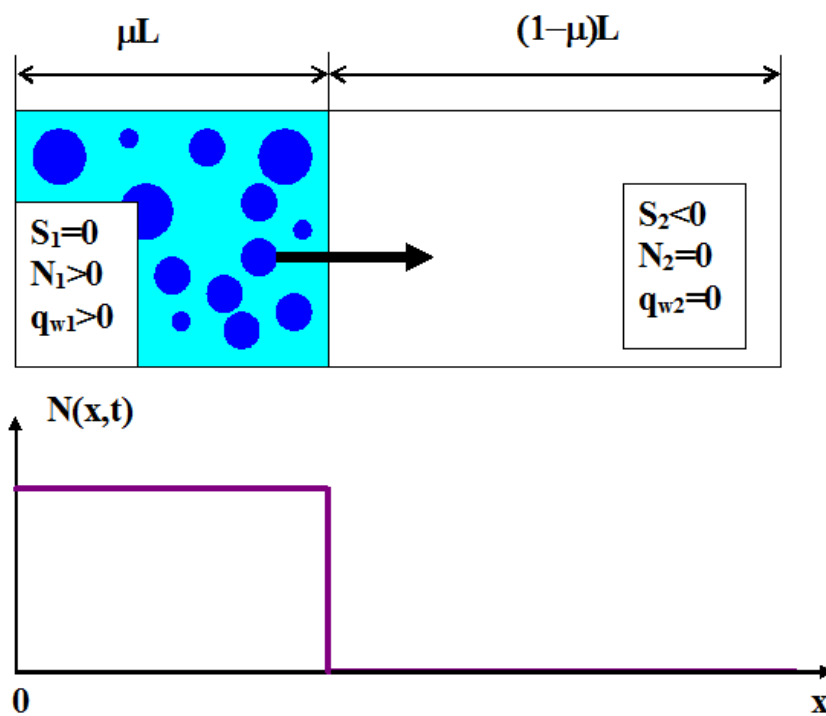 μL
(1−μ)L
S₁=0
N₁>0
q_w1>0
S₂<0
N₂=0
q_w2=0
N(x,t)
0
x